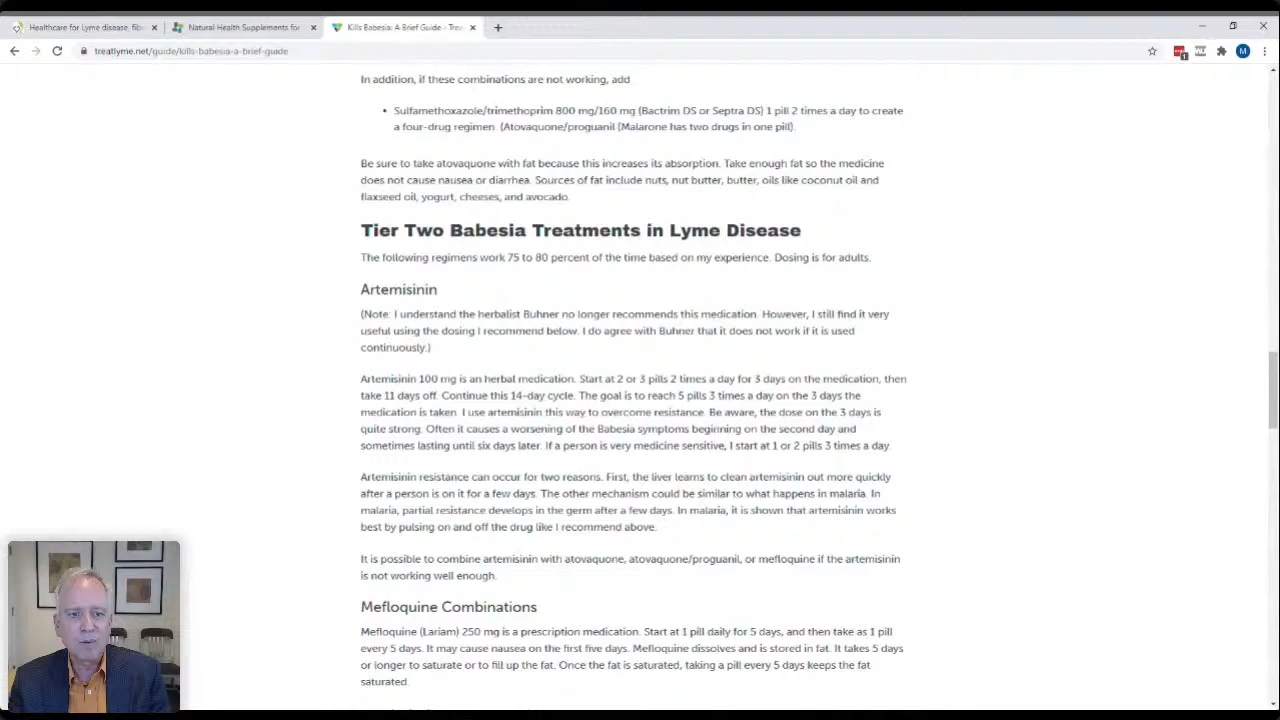 Healthcare for Lyme disease, fib
Natural Health Supplements for
Kills Babesia: A Brief Guide - Trea
treatlyme.net/guide/kills-babesia-a-brief-guide
M
In addition, if these combinations are not working, add
• Sulfamethoxazole/trimethoprim 800 mg/160 mg (Bactrim DS or Septra DS) 1 pill 2 times a day to create
a four-drug regimen. (Atovaquone/proguanil (Malarone has two drugs in one pill).
Be sure to take atovaquone with fat because this increases its absorption. Take enough fat so the medicine
does not cause nausea or diarrhea. Sources of fat include nuts, nut butter, butter, oils like coconut oil and
flaxseed oil, yogurt, cheeses, and avocado.
Tier Two Babesia Treatments in Lyme Disease
The following regimens work 75 to 80 percent of the time based on my experience. Dosing is for adults.
Artemisinin
(Note: I understand the herbalist Buhner no longer recommends this medication. However, I still find it very
useful using the dosing I recommend below. I do agree with Buhner that it does not work if it is used
continuously.)
Artemisinin 100 mg is an herbal medication. Start at 2 or 3 pills 2 times a day for 3 days on the medication, then
take 11 days off. Continue this 14-day cycle. The goal is to reach 5 pills 3 times a day on the 3 days the
medication is taken. I use artemisinin this way to overcome resistance. Be aware, the dose on the 3 days is
quite strong. Often it causes a worsening of the Babesia symptoms beginning on the second day and
sometimes lasting until six days later. If a person is very medicine sensitive, I start at 1 or 2 pills 3 times a day.
Artemisinin resistance can occur for two reasons. First, the liver learns to clean artemisinin out more quickly
after a person is on it for a few days. The other mechanism could be similar to what happens in malaria. In
malaria, partial resistance develops in the germ after a few days. In malaria, it is shown that artemisinin works
best by pulsing on and off the drug like I recommend above.
It is possible to combine artemisinin with atovaquone, atovaquone/proguanil, or mefloquine if the artemisinin
is not working well enough.
Mefloquine Combinations
Mefloquine (Lariam) 250 mg is a prescription medication. Start at 1 pill daily for 5 days, and then take as 1 pill
every 5 days. It may cause nausea on the first five days. Mefloquine dissolves and is stored in fat. It takes 5 days
or longer to saturate or to fill up the fat. Once the fat is saturated, taking a pill every 5 days keeps the fat
saturated.